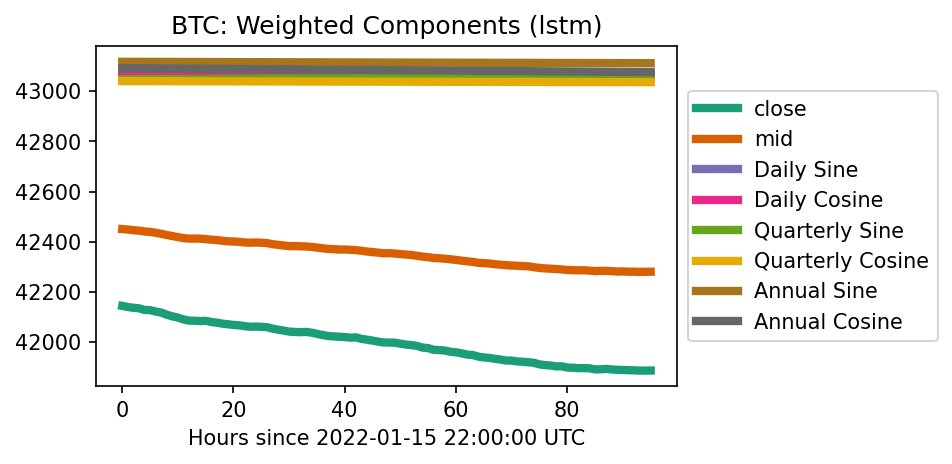 BTC: Weighted Components (lstm)
43000
42800
42600
42400
42200
42000
0 20 40 60 80
Hours since 2022-01-15 22:00:00 UTC
close
mid
Daily Sine
Daily Cosine
Quarterly Sine
Quarterly Cosine
Annual Sine
Annual Cosine